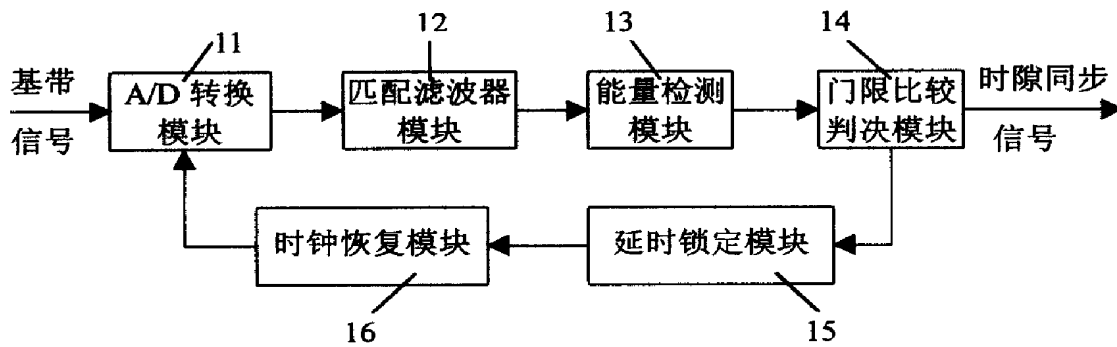 11
12
13
14
基带
信号
A/D 转换
模块
匹配滤波器
模块
能量检测
模块
门限比较
判决模块
时隙同步
信号
时钟恢复模块
延时锁定模块
16
15